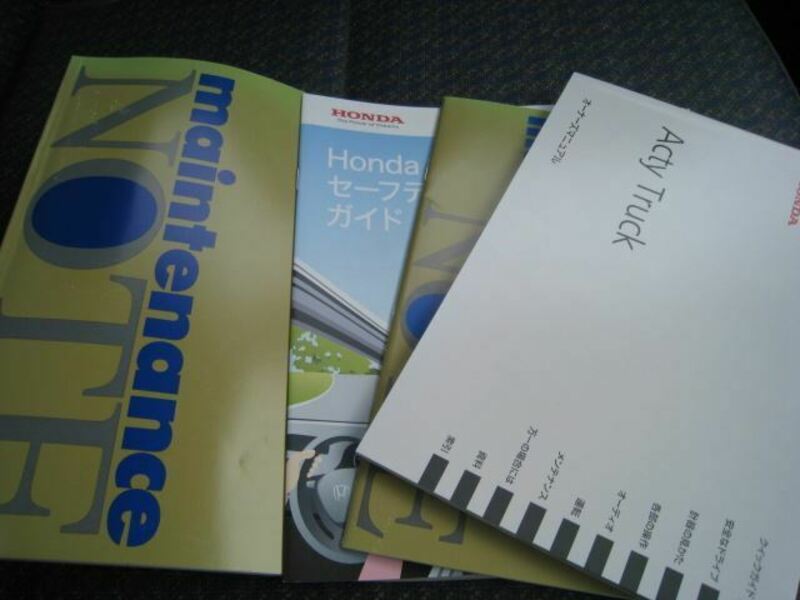 maintenance
NOTE
HONDA
The Power of Dreams
Honda
セーフテ
ガイド
NO
E
オーナーズマニュアル
Acty Truck
HONDA
クイックガイド
安全なドライブ
計器の見かた
各部の操作
オーディオ
運転
メンテナンス
万一の場合には
資料
索引